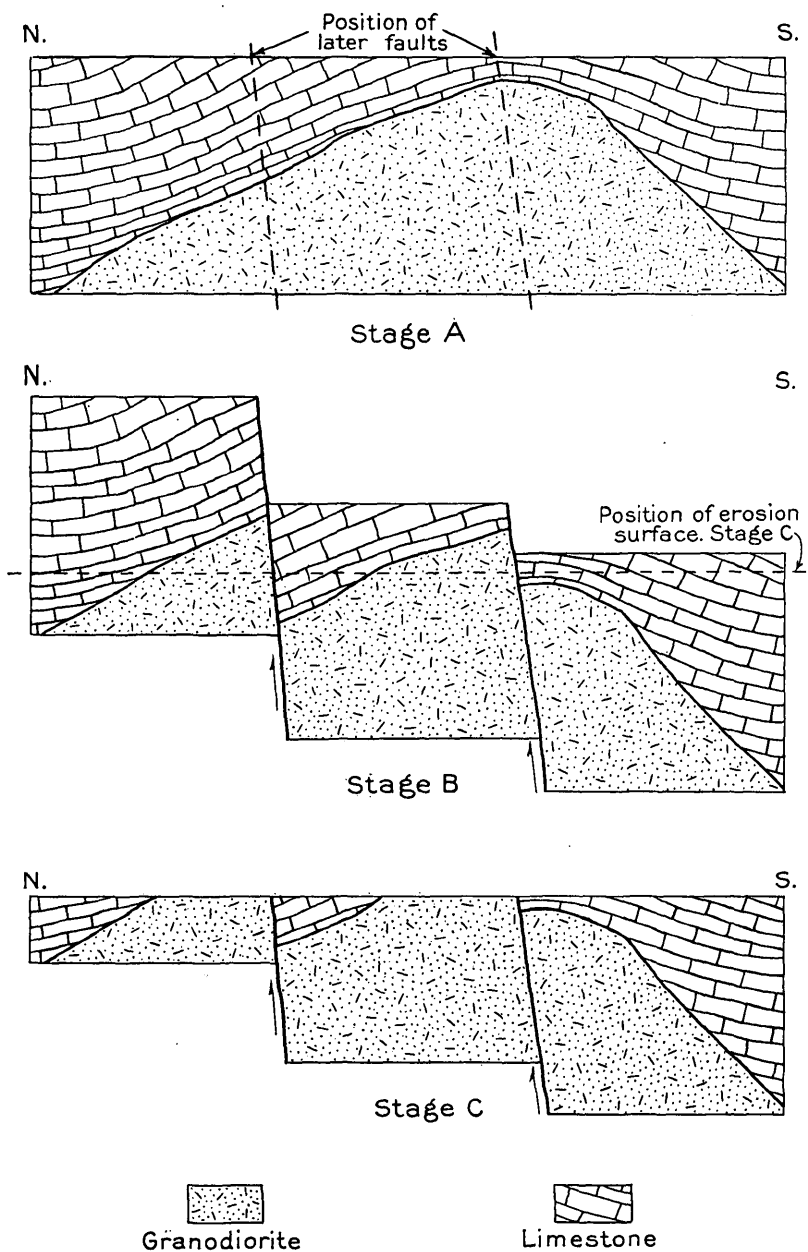 Position of
later faults
N.
S.
Stage A
N.
S.
Position of erosion
surface. Stage C
Stage B
N.
S.
Stage C
Granodiorite
Limestone